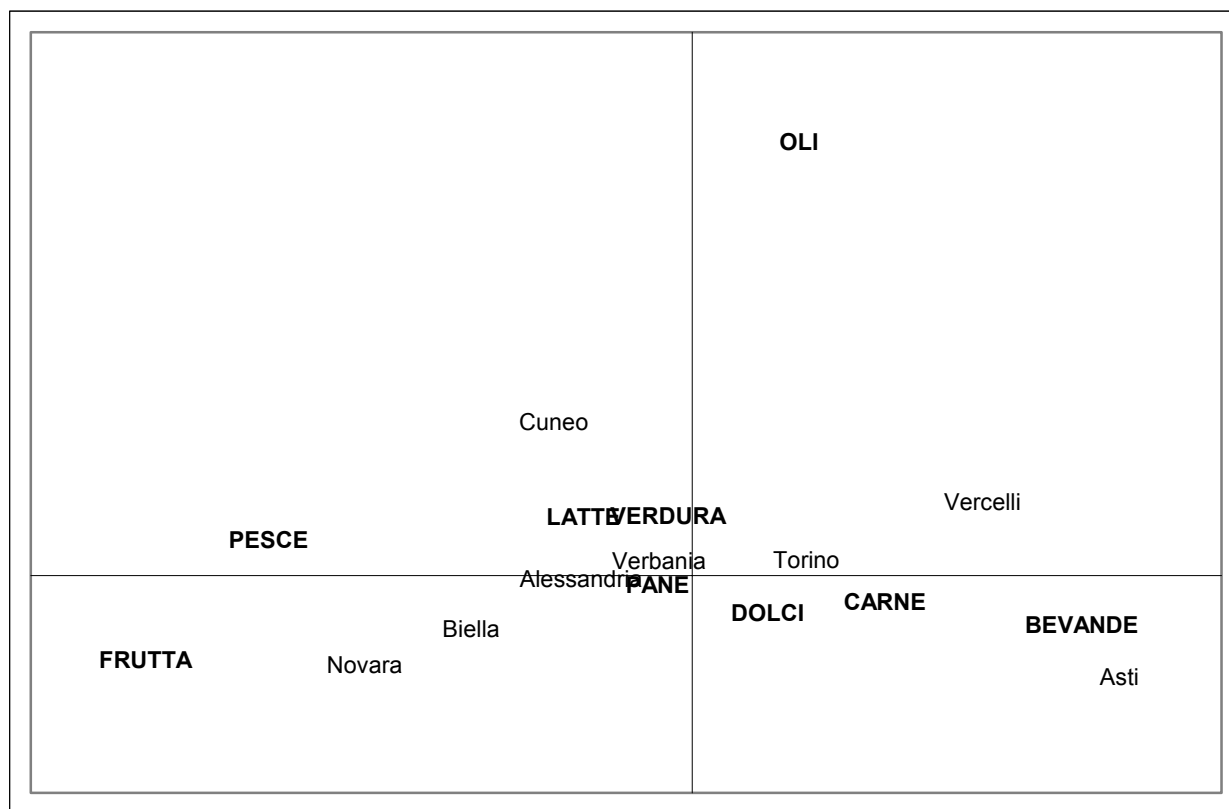 OLI
Cuneo
Vercelli
LATTE VERDURA
PESCE
Verbania Torino
Alessandria PANE
CARNE
DOLCI
BEVANDE
Biella
FRUTTA
Novara
Asti